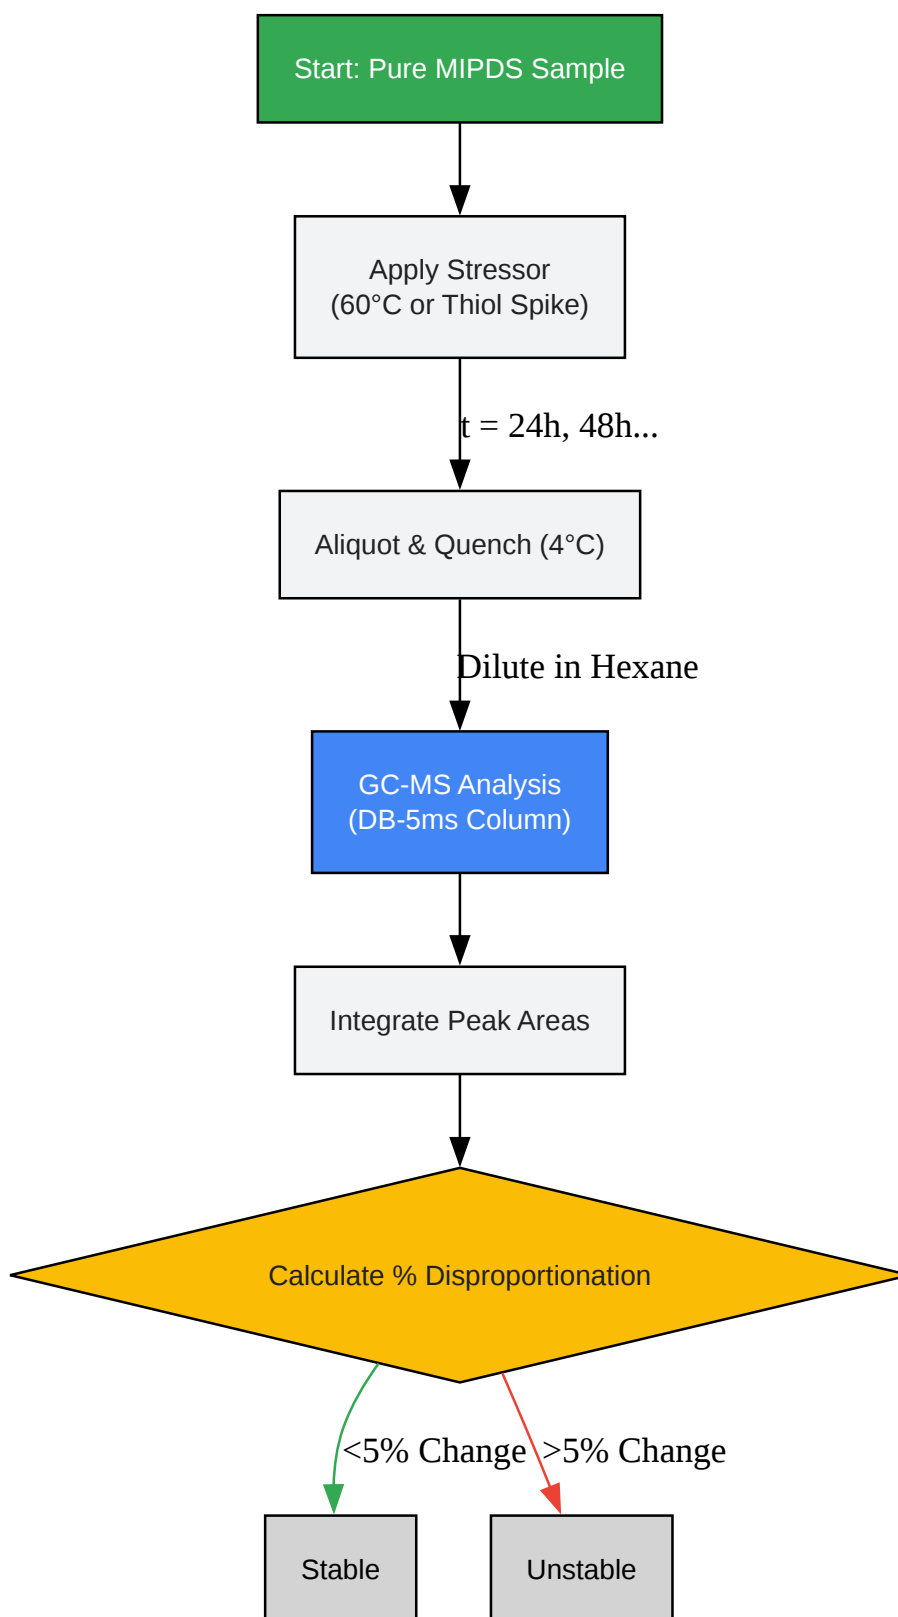 Start: Pure MIPDS Sample
Apply Stressor
(60°C or Thiol Spike)
t = 24h, 48h...
Aliquot & Quench (4°C)
Dilute in Hexane
GC-MS Analysis
(DB-5ms Column)
Integrate Peak Areas
Calculate % Disproportionation
<5% Change
>5% Change
Stable
Unstable